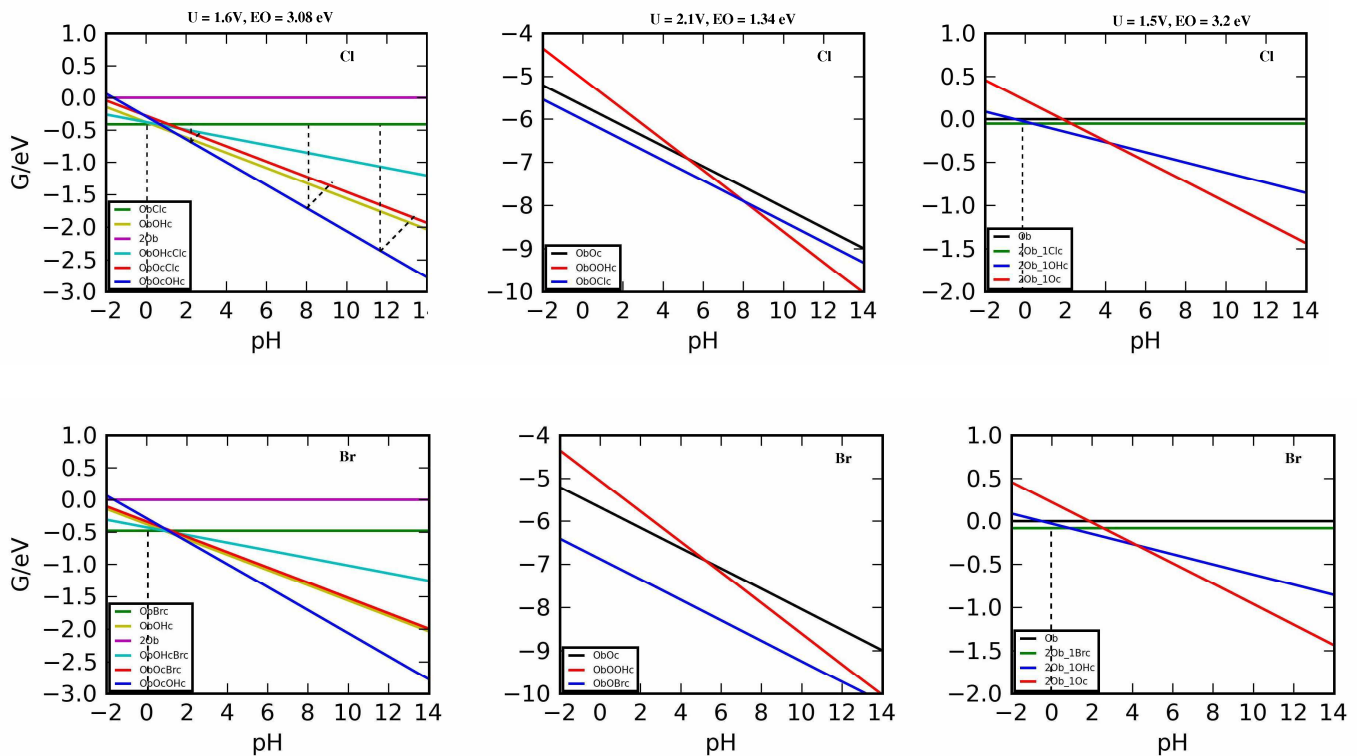 U = 1.6V, EO = 3.08 eV
Cl
G/eV
1.0
0.5
0.0
−0.5
−1.0
−1.5
−2.0
−2.5
−3.0
ObClc
ObOHc
2Ob
ObOHcClc
ObOcClc
ObOcOHc
−2 0 2 4 6 8 10 12 1
pH
U = 2.1V, EO = 1.34 eV
Cl
−4
−5
−6
−7
−8
−9
−10
ObOc
ObOOHc
ObOClc
−2 0 2 4 6 8 10 12 14
pH
U = 1.5V, EO = 3.2 eV
Cl
1.0
0.5
0.0
−0.5
−1.0
−1.5
−2.0
Ob
2Ob_1Clc
2Ob_1OHc
2Ob_1Oc
−2 0 2 4 6 8 10 12 14
pH
Br
G/eV
1.0
0.5
0.0
−0.5
−1.0
−1.5
−2.0
−2.5
−3.0
ObBrc
ObOHc
2Ob
ObOHcBrc
ObOcBrc
ObOcOHc
−2 0 2 4 6 8 10 12 14
pH
Br
−4
−5
−6
−7
−8
−9
−10
ObOc
ObOOHc
ObOBrc
−2 0 2 4 6 8 10 12 14
pH
Br
1.0
0.5
0.0
−0.5
−1.0
−1.5
−2.0
Ob
2Ob_1Brc
2Ob_1OHc
2Ob_1Oc
−2 0 2 4 6 8 10 12 14
pH